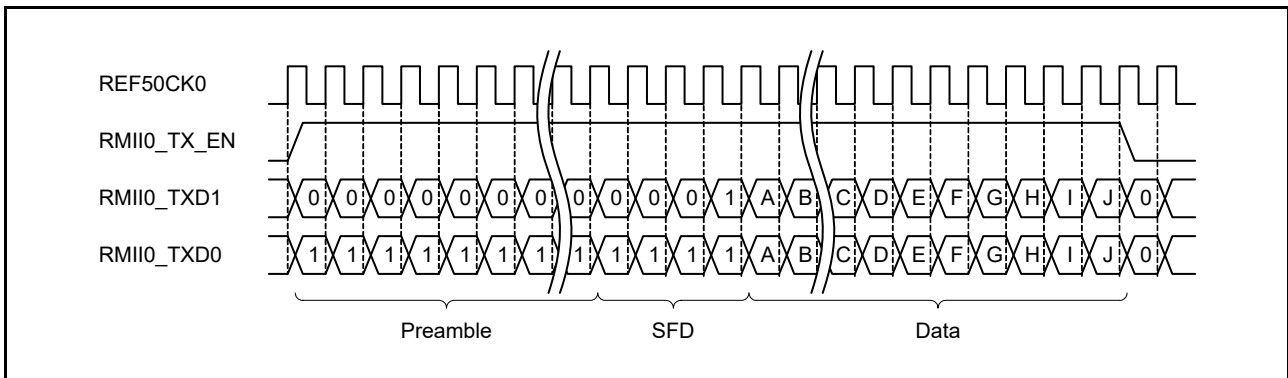 REF50CK0
RMII0_TX_EN
RMII0_TXD1 0 0 0 0 0 0 0 0 0 0 0 1 A B C D E F G H I J 0
RMII0_TXD0 1 1 1 1 1 1 1 1 1 1 1 1 A B C D E F G H I J 0
Preamble SFD Data